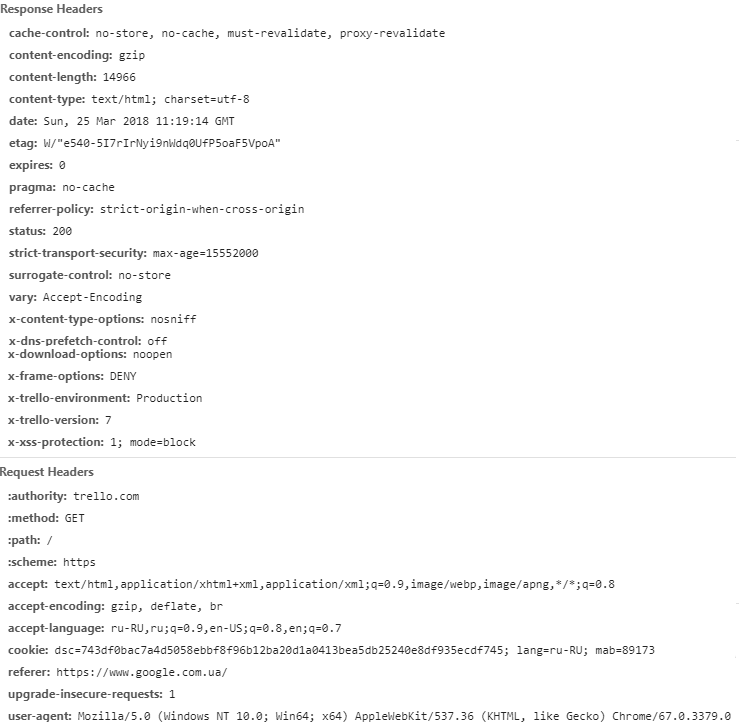 Response Headers
cache-control: no-store, no-cache, must-revalidate, proxy-revalidate
content-encoding: gzip
content-length: 14966
content-type: text/html; charset=utf-8
date: Sun, 25 Mar 2018 11:19:14 GMT
etag: W/"e540-5I7rIrNyi9nWdq0UfP5oaF5VpoA"
expires: 0
pragma: no-cache
referrer-policy: strict-origin-when-cross-origin
status: 200
strict-transport-security: max-age=15552000
surrogate-control: no-store
vary: Accept-Encoding
x-content-type-options: nosniff
x-dns-prefetch-control: off
x-download-options: noopen
x-frame-options: DENY
x-trello-environment: Production
x-trello-version: 7
x-xss-protection: 1; mode=block
Request Headers
:authority: trello.com
:method: GET
:path: /
:scheme: https
accept: text/html,application/xhtml+xml,application/xml;q=0.9,image/webp,image/apng,*/*;q=0.8
accept-encoding: gzip, deflate, br
accept-language: ru-RU,ru;q=0.9,en-US;q=0.8,en;q=0.7
cookie: dsc=743df0bac7a4d5058ebbf8f96b12ba20d1a0413bea5db25240e8df935ecdf745; lang=ru-RU; mab=89173
referer: https://www.google.com.ua/
upgrade-insecure-requests: 1
user-agent: Mozilla/5.0 (Windows NT 10.0; Win64; x64) AppleWebKit/537.36 (KHTML, like Gecko) Chrome/67.0.3379.0